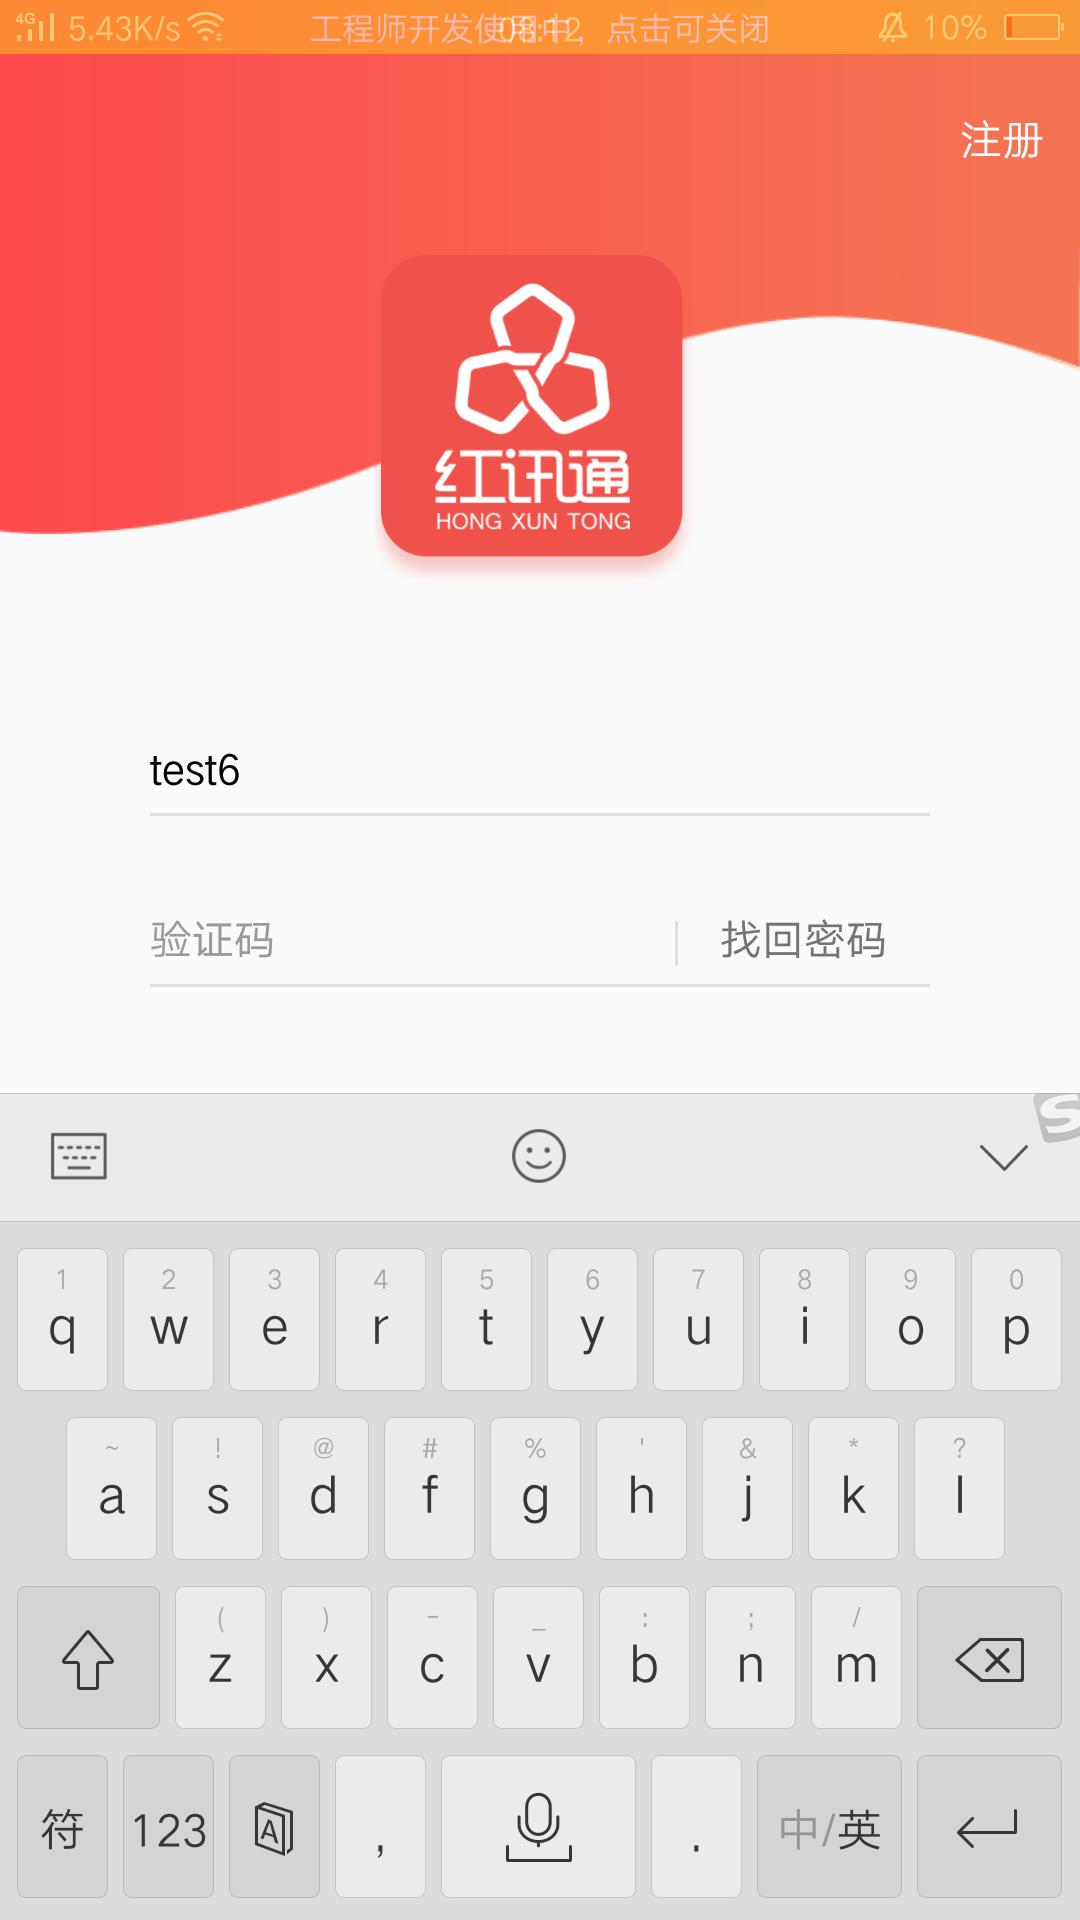 4G 5.43K/s 工程师开发使用中，点击可关闭 08:12 10%
注册
红讯通
HONG XUN TONG
test6
验证码 找回密码
S
1 2 3 4 5 6 7 8 9 0
q w e r t y u i o p
~ ! @ # % ' & * ?
a s d f g h j k l
( ) - _ : ; /
z x c v b n m
符 123 A , . 中/英